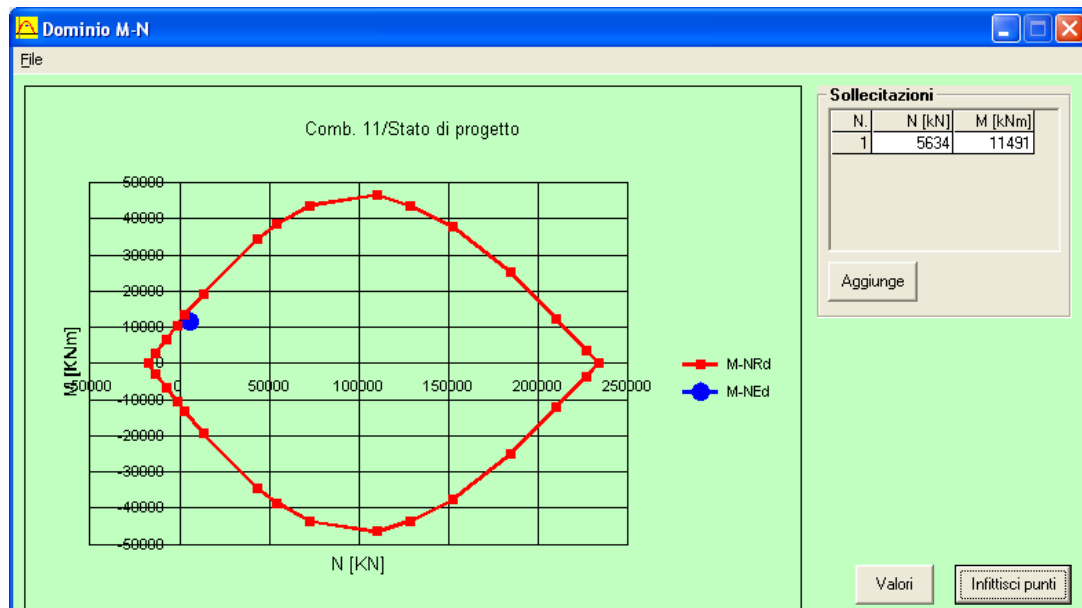 Dominio M-N
File
Comb. 11/Stato di progetto
50000
40000
30000
20000
10000
0
-10000
-20000
-30000
-40000
-50000
M [KNm]
-50000 0 50000 100000 150000 200000 250000
N [KN]
M-NRd
M-NEd
Sollecitazioni
N. N [kN] M [kNm]
1 5634 11491
Aggiunge
Valori
Infittisci punti